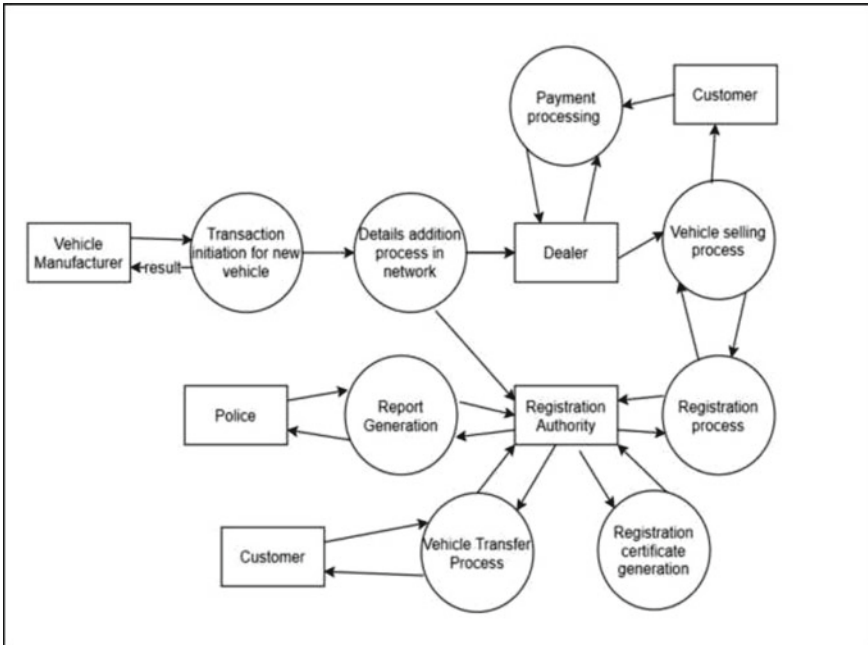 Payment
processing
Customer
Vehicle
Manufacturer
result
Transaction
initiation for new
vehicle
Details addition
process in
network
Dealer
Vehicle selling
process
Police
Report
Generation
Registration
Authority
Registration
process
Customer
Vehicle Transfer
Process
Registration
certificate
generation